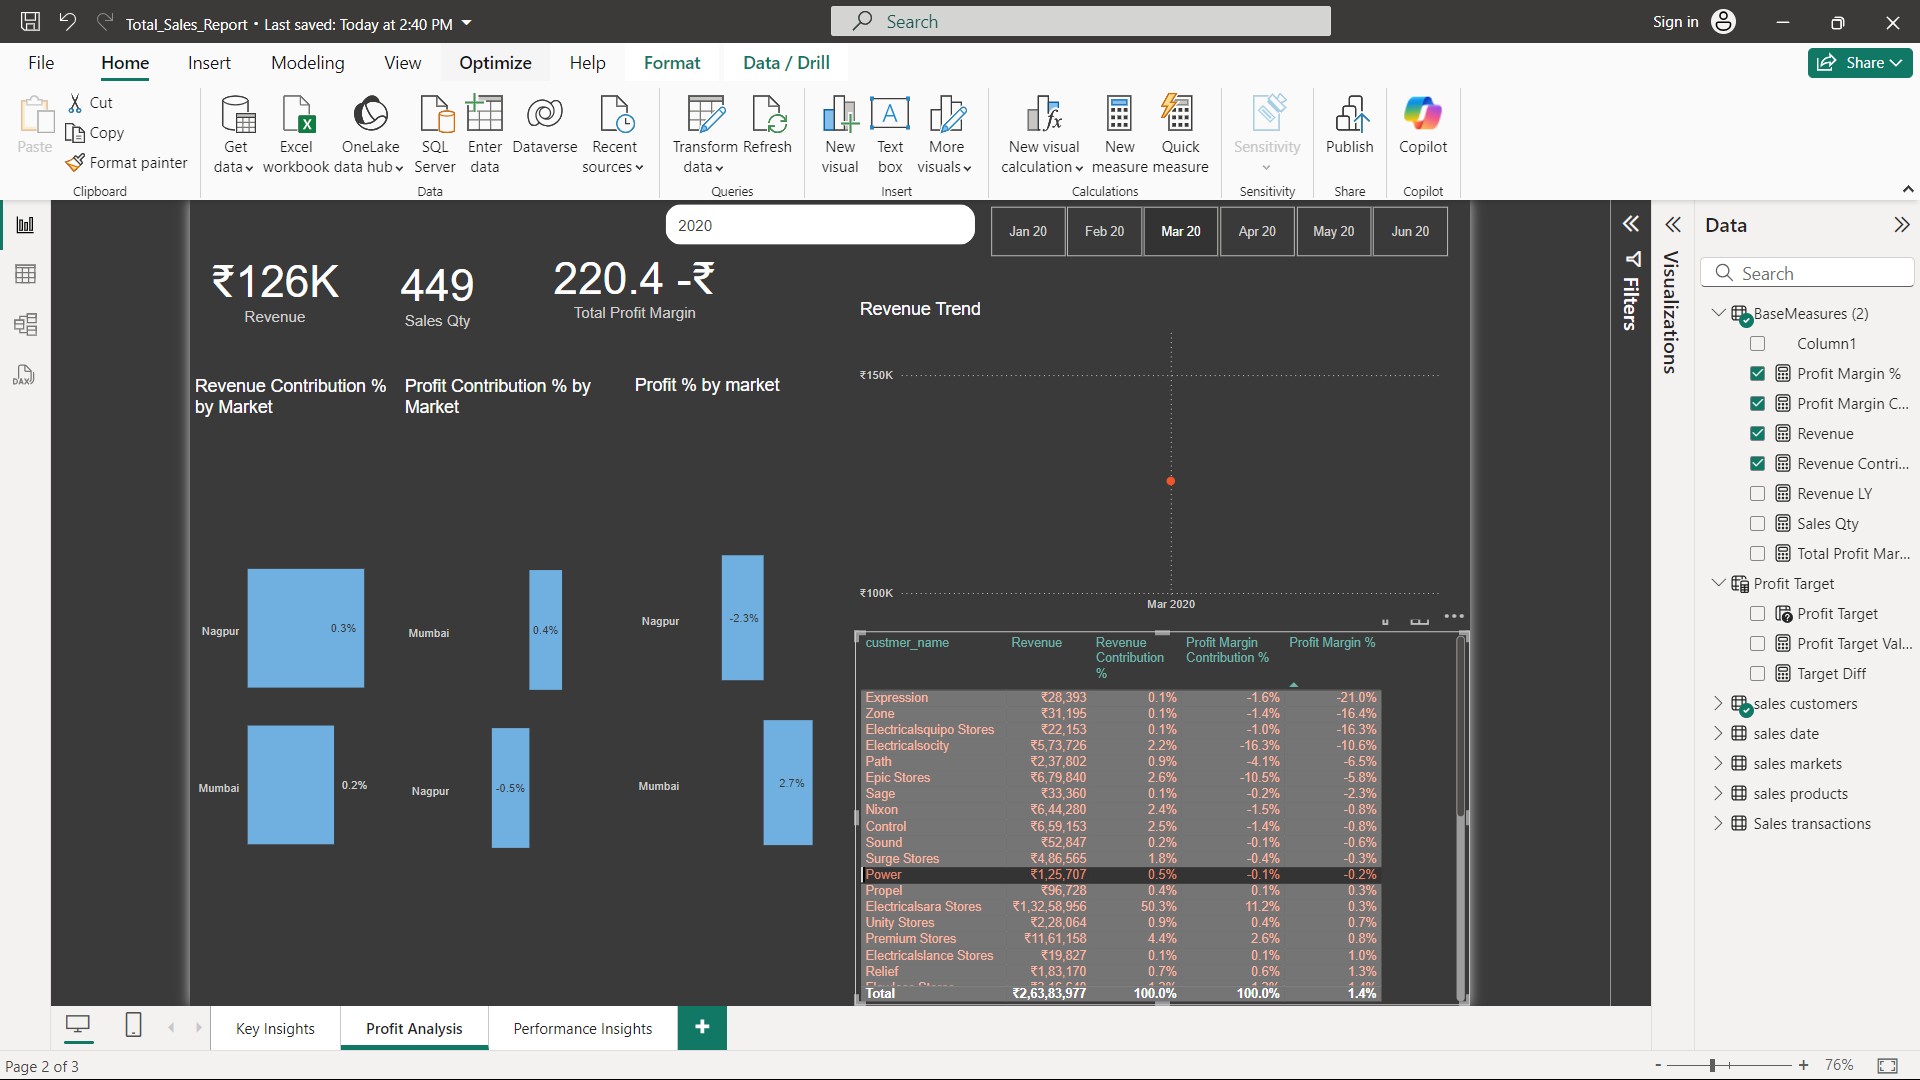 Total_Sales_Report • Last saved: Today at 2:40 PM
Search
Sign in
File
Home
Insert
Modeling
View
Optimize
Help
Format
Data / Drill
Share
Paste
Cut
Copy
Format painter
Clipboard
Get data
Excel workbook
OneLake data hub
SQL Server
Enter data
Dataverse
Recent sources
Data
Transform data
Refresh
Queries
New visual
Text box
More visuals
Insert
New visual calculation
New measure
Quick measure
Calculations
Sensitivity
Sensitivity
Publish
Share
Copilot
Copilot
2020
Jan 20
Feb 20
Mar 20
Apr 20
May 20
Jun 20
₹126K
Revenue
449
Sales Qty
220.4 -₹
Total Profit Margin
Revenue Contribution %
by Market
Profit Contribution % by
Market
Profit % by market
Nagpur
0.3%
Mumbai
0.2%
Mumbai
0.4%
Nagpur
-0.5%
Nagpur
-2.3%
Mumbai
2.7%
Revenue Trend
₹150K
₹100K
Mar 2020
custmer_name Revenue Revenue Contribution % Profit Margin Contribution % Profit Margin %
Expression ₹28,393 0.1% -1.6% -21.0%
Zone ₹31,195 0.1% -1.4% -16.4%
Electricalsquipo Stores ₹22,153 0.1% -1.0% -16.3%
Electricalsocity ₹5,73,726 2.2% -16.3% -10.6%
Path ₹2,37,802 0.9% -4.1% -6.5%
Epic Stores ₹6,79,840 2.6% -10.5% -5.8%
Sage ₹33,360 0.1% -0.2% -2.3%
Nixon ₹6,44,280 2.4% -1.5% -0.8%
Control ₹6,59,153 2.5% -1.4% -0.8%
Sound ₹52,847 0.2% -0.1% -0.6%
Surge Stores ₹4,86,565 1.8% -0.4% -0.3%
Power ₹1,25,707 0.5% -0.1% -0.2%
Propel ₹96,728 0.4% 0.1% 0.3%
Electricalsara Stores ₹1,32,58,956 50.3% 11.2% 0.3%
Unity Stores ₹2,28,064 0.9% 0.4% 0.7%
Premium Stores ₹11,61,158 4.4% 2.6% 0.8%
Electricalslance Stores ₹19,827 0.1% 0.1% 1.0%
Relief ₹1,83,170 0.7% 0.6% 1.3%
Total ₹2,63,83,977 100.0% 100.0% 1.4%
Filters
Visualizations
Data
Search
BaseMeasures (2)
Column1
Profit Margin %
Profit Margin C...
Revenue
Revenue Contri...
Revenue LY
Sales Qty
Total Profit Mar...
Profit Target
Profit Target
Profit Target Val...
Target Diff
sales customers
sales date
sales markets
sales products
Sales transactions
Key Insights
Profit Analysis
Performance Insights
+
Page 2 of 3
- + 76%